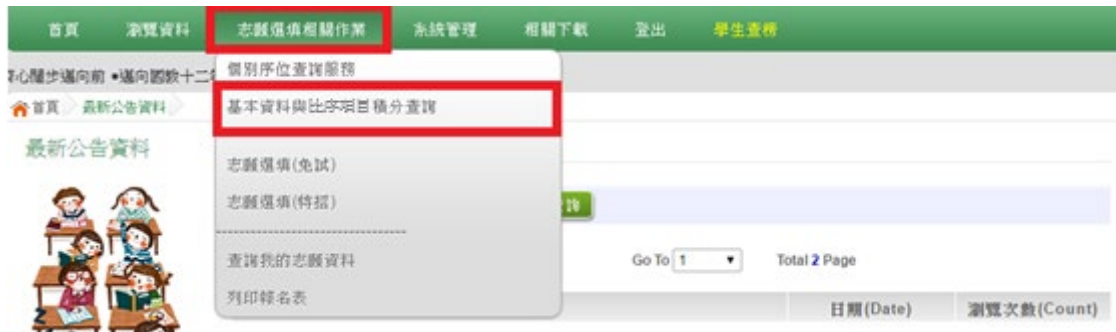 首頁 瀏覽資料 志願選填相關作業 系統管理 相關下載 登出 學生查榜
心闊步邁向前 •邁向國教十二
個別序位查詢服務
首頁 最新公告資料
基本資料與比序項目積分查詢
最新公告資料
志願選填(免試)
志願選填(特招)
詢
--------------------------------
查詢我的志願資料
Go To 1 Total 2 Page
列印報名表
日期(Date) 瀏覽次數(Count)